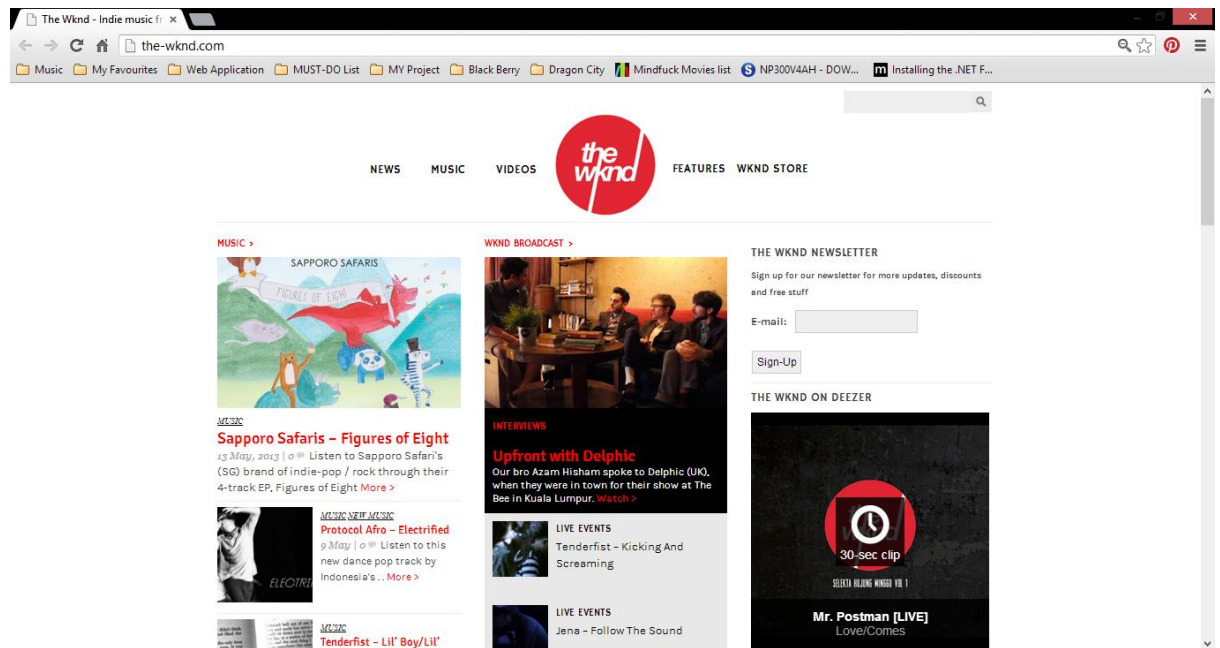 The Wknd - Indie music fr
the-wknd.com
Music
My Favourites
Web Application
MUST-DO List
MY Project
Black Berry
Dragon City
Mindfuck Movies list
NP300V4AH - DOW...
Installing the .NET F...
NEWS
MUSIC
VIDEOS
the
wknd
FEATURES
WKND STORE
MUSIC >
SAPPORO SAFARIS
FIGURES OF EIGHT
MUSIC
Sapporo Safaris – Figures of Eight
13 May, 2013 | 0 Listen to Sapporo Safari's
(SG) brand of indie-pop / rock through their
4-track EP, Figures of Eight More >
ELECTRI
MUSIC,NEW MUSIC
Protocol Afro – Electrified
9 May | 0 Listen to this
new dance pop track by
Indonesia's .. More >
MUSIC
Tenderfist – Lil' Boy/Lil'
WKND BROADCAST >
INTERVIEWS
Upfront with Delphic
Our bro Azam Hisham spoke to Delphic (UK),
when they were in town for their show at The
Bee in Kuala Lumpur. Watch >
LIVE EVENTS
Tenderfist – Kicking And
Screaming
LIVE EVENTS
Jena – Follow The Sound
THE WKND NEWSLETTER
Sign up for our newsletter for more updates, discounts
and free stuff
E-mail:
Sign-Up
THE WKND ON DEEZER
30-sec clip
SELEKTA HUJUNG MINGGU VOL 1
Mr. Postman [LIVE]
Love/Comes